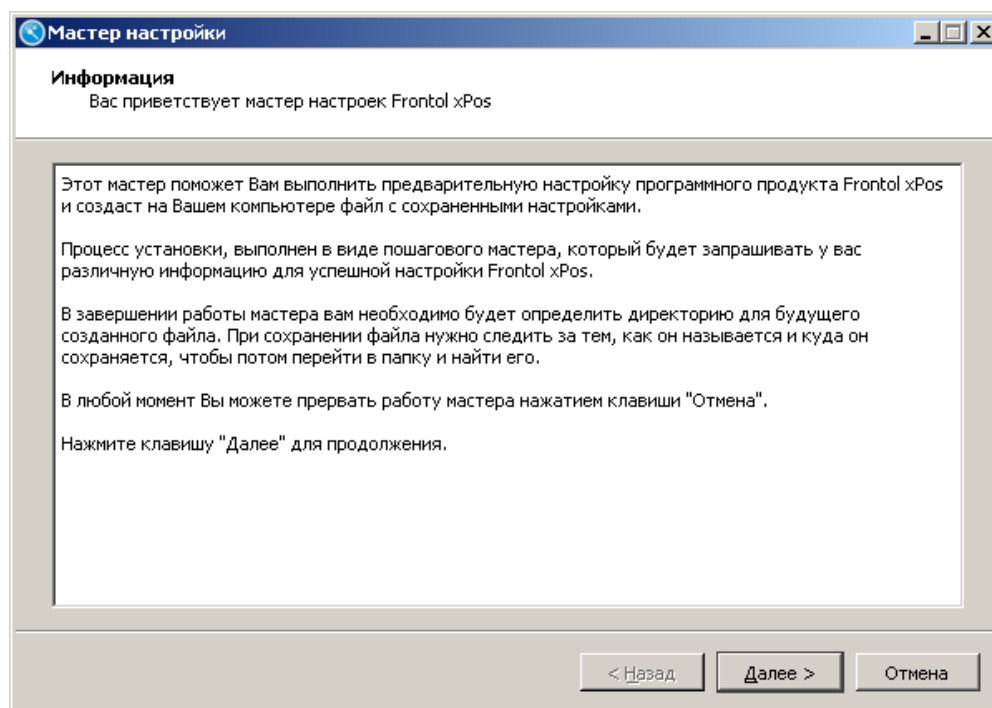 Мастер настройки
Информация
Вас приветствует мастер настроек Frontol xPos
Этот мастер поможет Вам выполнить предварительную настройку программного продукта Frontol xPos
и создаст на Вашем компьютере файл с сохраненными настройками.
Процесс установки, выполнен в виде пошагового мастера, который будет запрашивать у вас
различную информацию для успешной настройки Frontol xPos.
В завершении работы мастера вам необходимо будет определить директорию для будущего
созданного файла. При сохранении файла нужно следить за тем, как он называется и куда он
сохраняется, чтобы потом перейти в папку и найти его.
В любой момент Вы можете прервать работу мастера нажатием клавиши "Отмена".
Нажмите клавишу "Далее" для продолжения.
< Назад Далее > Отмена